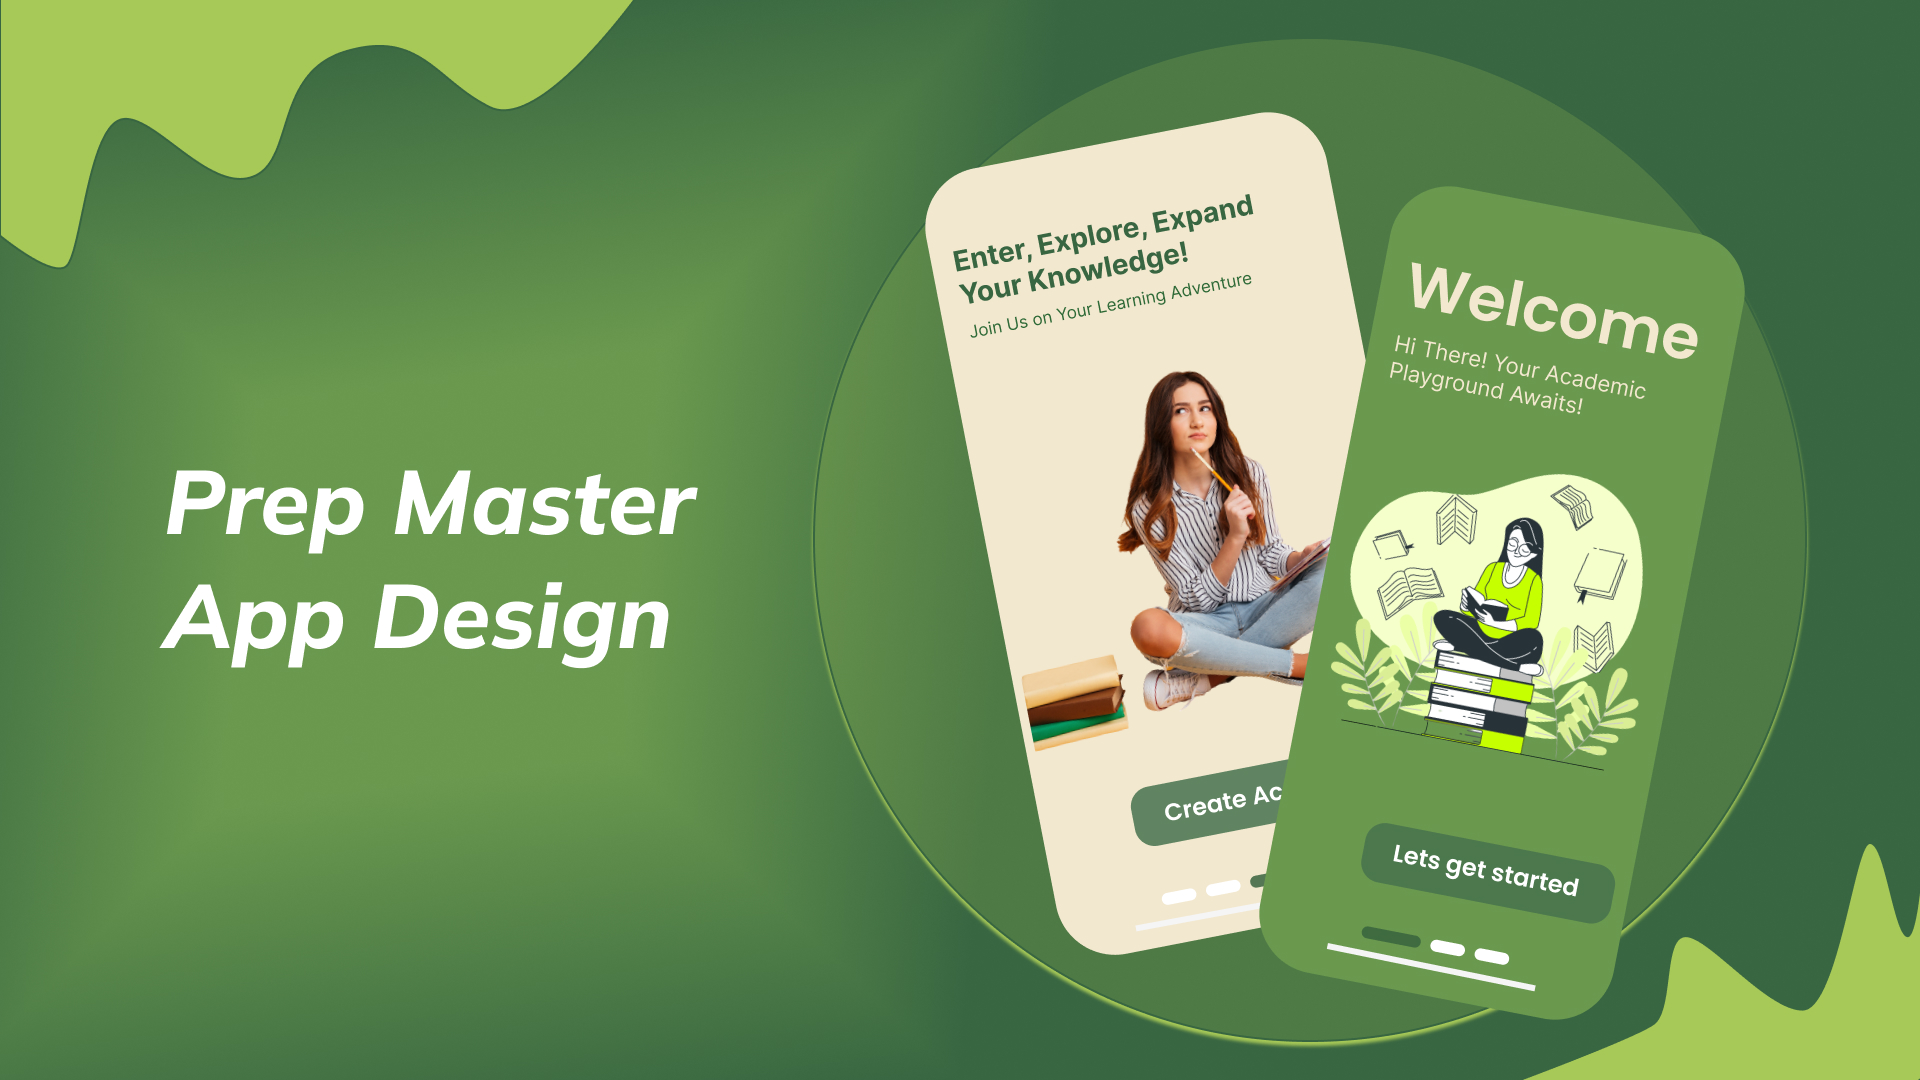 Prep Master
App Design
Enter, Explore, Expand
Your Knowledge!
Join Us on Your Learning Adventure
Create Ac
Welcome
Hi There! Your Academic
Playground Awaits!
Lets get started